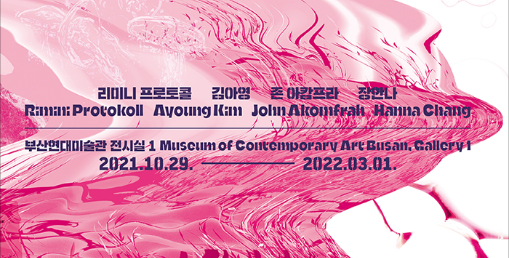 리미니 프로토콜 김아영 존 아캄프라 장한나
Rimini Protokoll Ayoung Kim John Akomfrah Hanna Chang
부산현대미술관 전시실 1 Museum of Contemporary Art Busan, Gallery 1
2021.10.29. 2022.03.01.